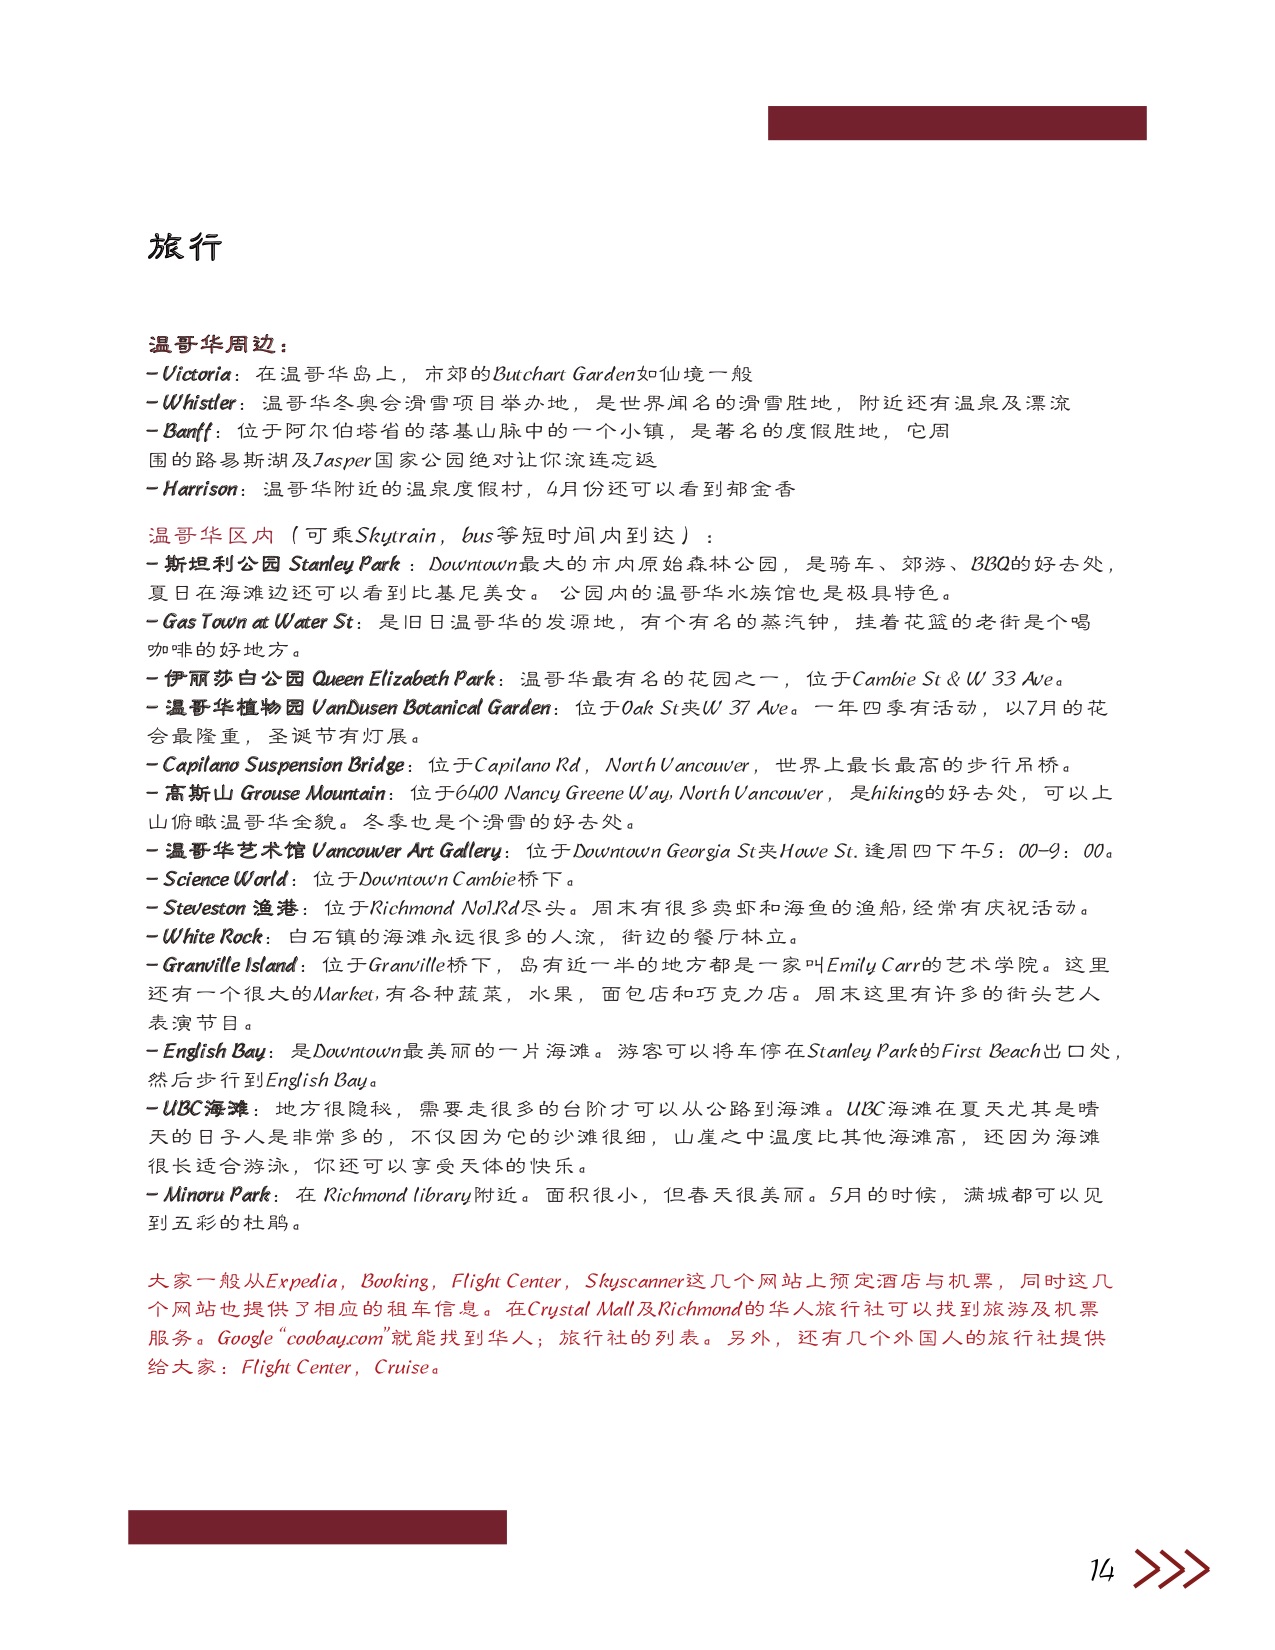 旅行
温哥华周边：
- Victoria：在温哥华岛上，市郊的Butchart Garden如仙境一般
- Whistler：温哥华冬奥会滑雪项目举办地，是世界闻名的滑雪胜地，附近还有温泉及漂流
- Banff：位于阿尔伯塔省的落基山脉中的一个小镇，是著名的度假胜地，它周
围的路易斯湖及Jasper国家公园绝对让你流连忘返
- Harrison：温哥华附近的温泉度假村，4月份还可以看到郁金香
温哥华区内（可乘Skytrain，bus等短时间内到达）：
- 斯坦利公园 Stanley Park ：Downtown最大的市内原始森林公园，是骑车、郊游、BBQ的好去处，
夏日在海滩边还可以看到比基尼美女。 公园内的温哥华水族馆也是极具特色。
- Gas Town at Water St：是旧日温哥华的发源地，有个有名的蒸汽钟，挂着花篮的老街是个喝
咖啡的好地方。
- 伊丽莎白公园 Queen Elizabeth Park：温哥华最有名的花园之一，位于Cambie St & W 33 Ave。
- 温哥华植物园 VanDusen Botanical Garden：位于Oak St夹W 37 Ave。一年四季有活动，以7月的花
会最隆重，圣诞节有灯展。
- Capilano Suspension Bridge：位于Capilano Rd，North Vancouver，世界上最长最高的步行吊桥。
- 高斯山 Grouse Mountain：位于6400 Nancy Greene Way, North Vancouver，是hiking的好去处，可以上
山俯瞰温哥华全貌。冬季也是个滑雪的好去处。
- 温哥华艺术馆 Vancouver Art Gallery：位于Downtown Georgia St夹Howe St. 逢周四下午5：00-9：00。
- Science World：位于Downtown Cambie桥下。
- Steveston 渔港：位于Richmond No1.Rd尽头。周末有很多卖虾和海鱼的渔船,经常有庆祝活动。
- White Rock：白石镇的海滩永远很多的人流，街边的餐厅林立。
- Granville Island：位于Granville桥下，岛有近一半的地方都是一家叫Emily Carr的艺术学院。这里
还有一个很大的Market, 有各种蔬菜，水果，面包店和巧克力店。周末这里有许多的街头艺人
表演节目。
- English Bay：是Downtown最美丽的一片海滩。游客可以将车停在Stanley Park的First Beach出口处，
然后步行到English Bay。
- UBC海滩：地方很隐秘，需要走很多的台阶才可以从公路到海滩。UBC海滩在夏天尤其是晴
天的日子人是非常多的，不仅因为它的沙滩很细，山崖之中温度比其他海滩高，还因为海滩
很长适合游泳，你还可以享受天体的快乐。
- Minoru Park：在 Richmond library附近。面积很小，但春天很美丽。5月的时候，满城都可以见
到五彩的杜鹃。
大家一般从Expedia，Booking，Flight Center，Skyscanner这几个网站上预定酒店与机票，同时这几
个网站也提供了相应的租车信息。在Crystal Mall及Richmond的华人旅行社可以找到旅游及机票
服务。Google “coobay.com”就能找到华人；旅行社的列表。另外，还有几个外国人的旅行社提供
给大家：Flight Center，Cruise。
14